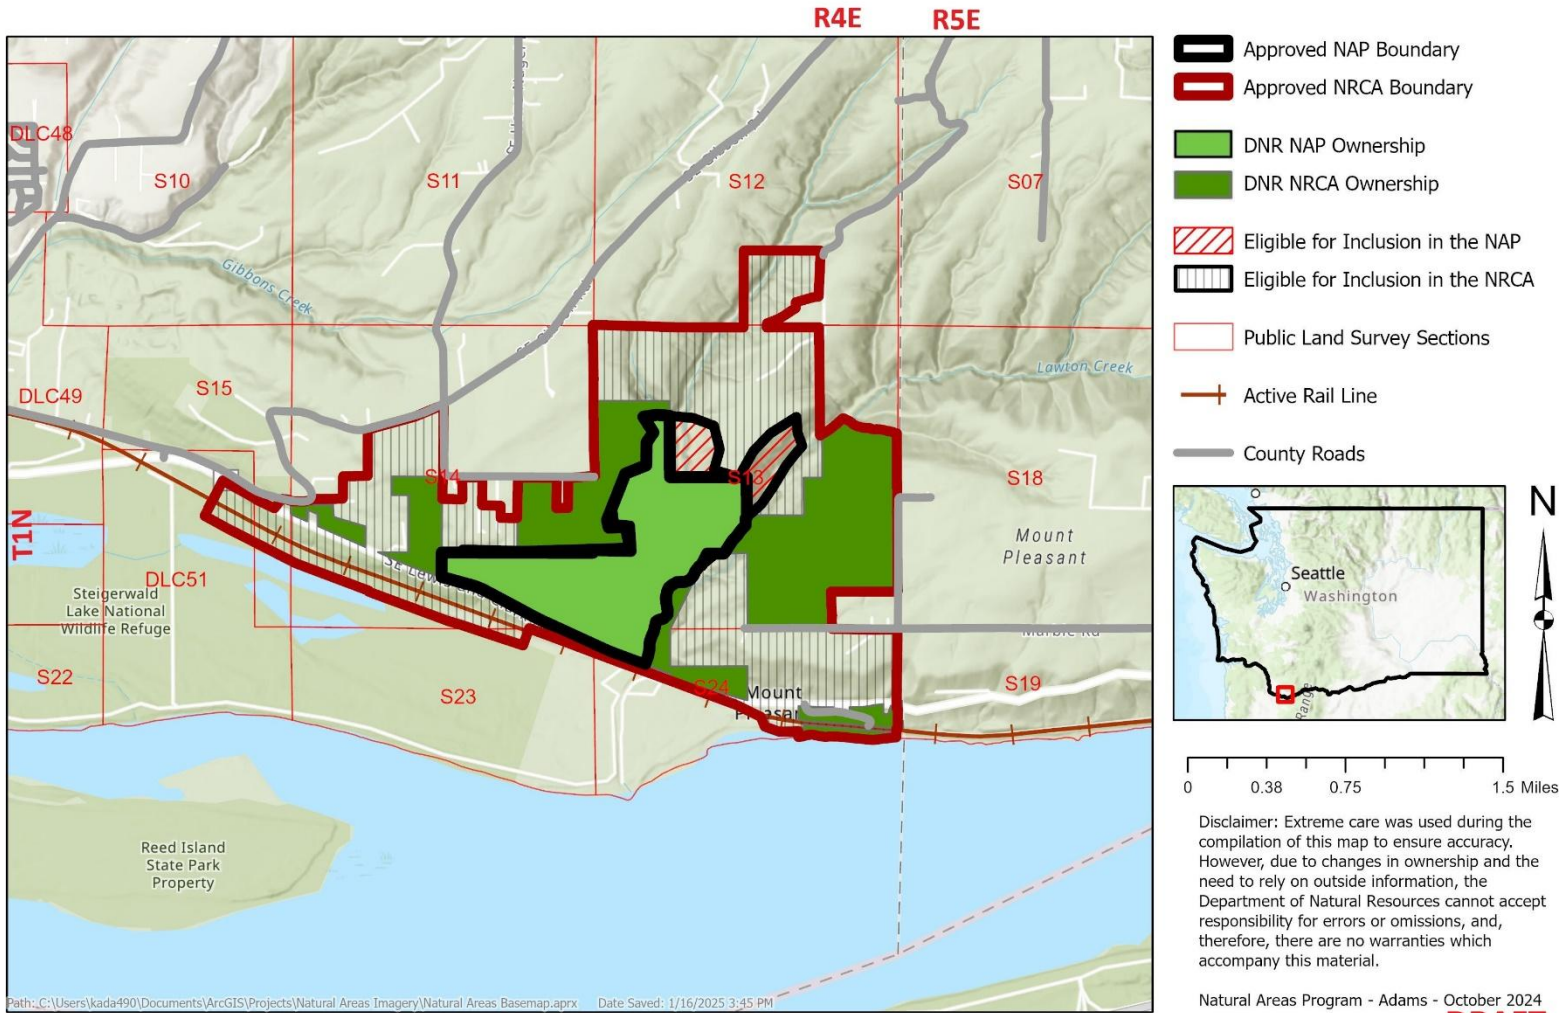 R4E R5E
DLC48
S10
S11
S12
S07
Gibbons Creek
Lawton Creek
DLC49
S15
S14
S13
S18
Mount
Pleasant
T1N
DLC51
Steigerwald
Lake National
Wildlife Refuge
SE Lewis
Marble Rd
S22
S23
S24
S19
Mount
Reed Island
State Park
Property
Path: C:\Users\kada490\Documents\ArcGIS\Projects\Natural Areas Imagery\Natural Areas Basemap.aprx Date Saved: 1/16/2025 3:45 PM
Approved NAP Boundary
Approved NRCA Boundary
DNR NAP Ownership
DNR NRCA Ownership
Eligible for Inclusion in the NAP
Eligible for Inclusion in the NRCA
Public Land Survey Sections
Active Rail Line
County Roads
Seattle
Washington
Range
N
0 0.38 0.75 1.5 Miles
Disclaimer: Extreme care was used during the
compilation of this map to ensure accuracy.
However, due to changes in ownership and the
need to rely on outside information, the
Department of Natural Resources cannot accept
responsibility for errors or omissions, and,
therefore, there are no warranties which
accompany this material.
Natural Areas Program - Adams - October 2024
DRAFT